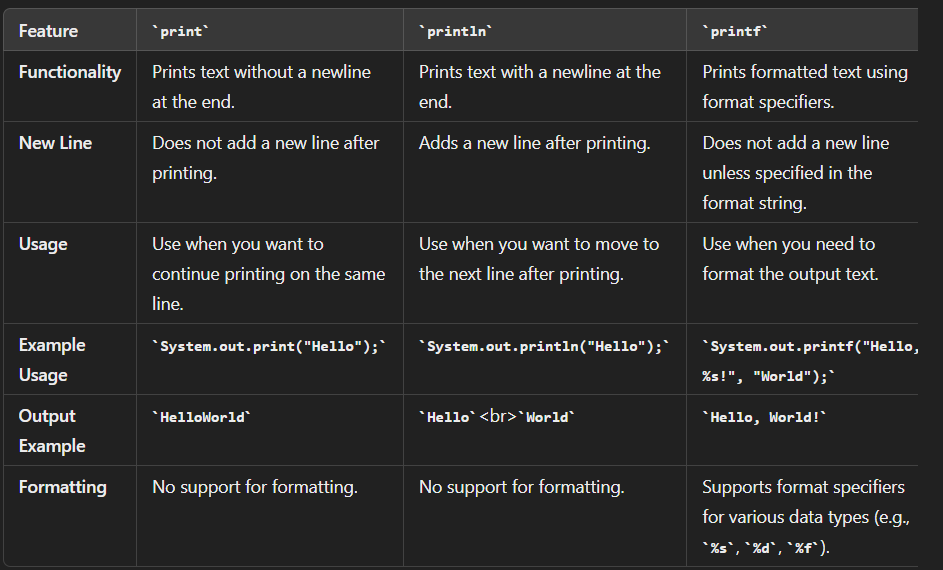 Feature `print` `println` `printf`
Functionality Prints text without a newline Prints text with a newline at the Prints formatted text using
at the end. end. format specifiers.
New Line Does not add a new line after Adds a new line after printing. Does not add a new line
printing. unless specified in the
format string.
Usage Use when you want to Use when you want to move to Use when you need to
continue printing on the same the next line after printing. format the output text.
line.
Example `System.out.print("Hello");` `System.out.println("Hello");` `System.out.printf("Hello,
Usage %s!", "World");`
Output `HelloWorld` `Hello`<br>`World` `Hello, World!`
Example
Formatting No support for formatting. No support for formatting. Supports format specifiers
for various data types (e.g.,
`%s`, `%d`, `%f`).